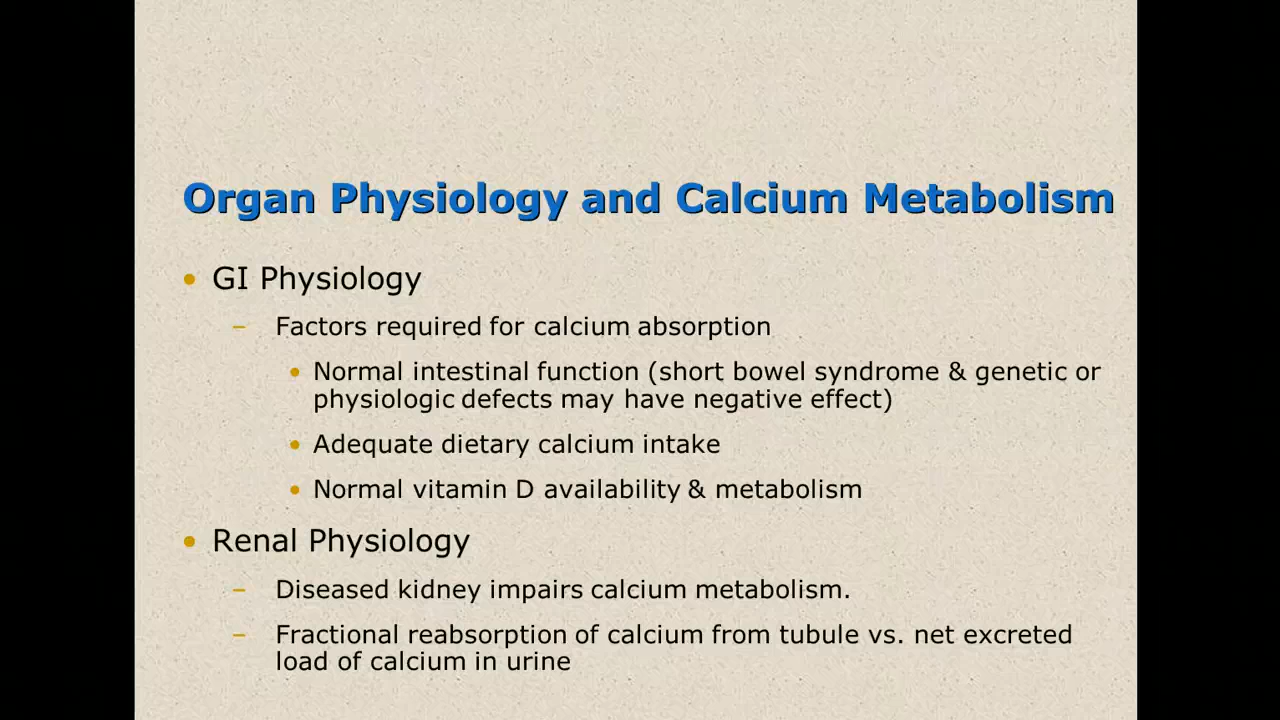 Organ Physiology and Calcium Metabolism
• GI Physiology
– Factors required for calcium absorption
• Normal intestinal function (short bowel syndrome & genetic or
physiologic defects may have negative effect)
• Adequate dietary calcium intake
• Normal vitamin D availability & metabolism
• Renal Physiology
– Diseased kidney impairs calcium metabolism.
– Fractional reabsorption of calcium from tubule vs. net excreted
load of calcium in urine